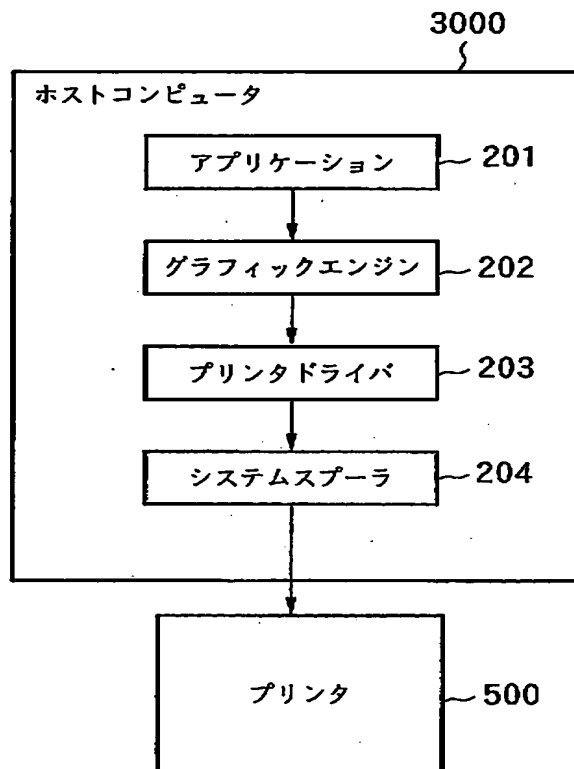 3000
ホストコンピュータ
アプリケーション 201
グラフィックエンジン 202
プリンタドライバ 203
システムスプーラ 204
プリンタ 500